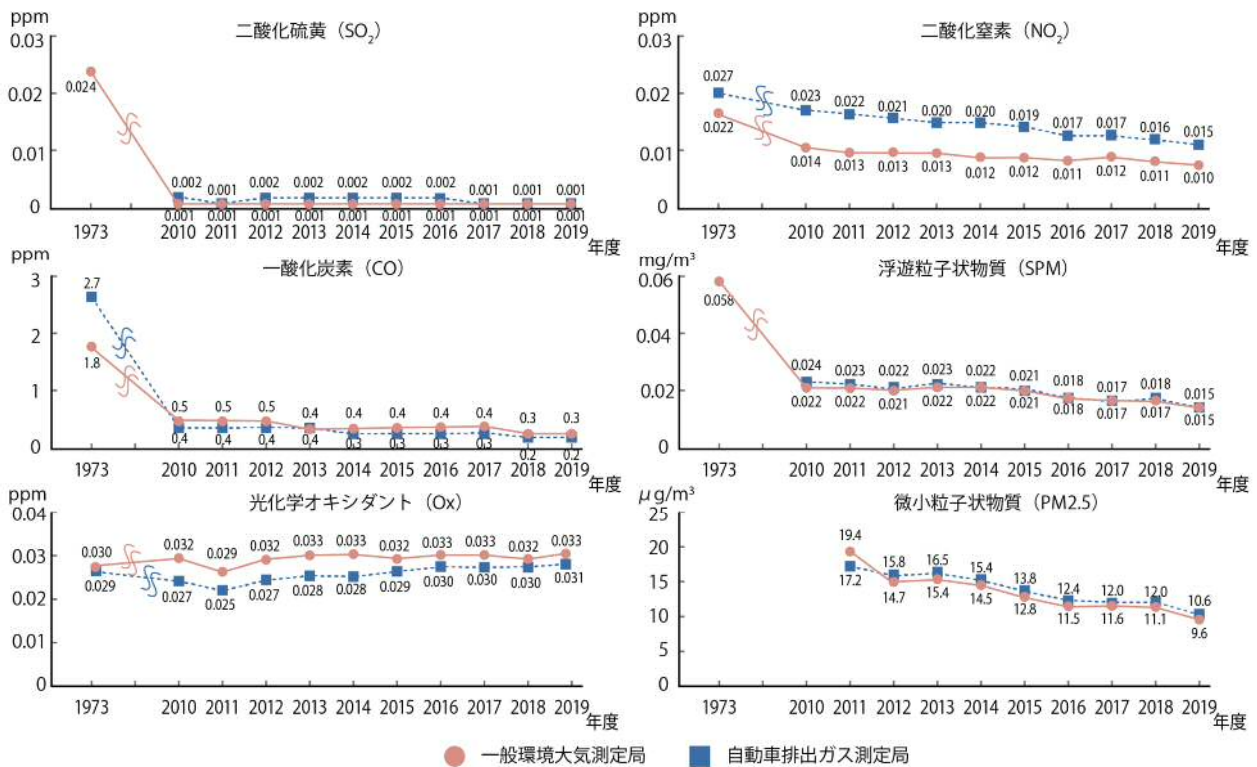 ppm
二酸化硫黄（SO2）
0.03
0.02
0.01
0
0.024
0.002 0.001 0.002 0.002 0.002 0.002 0.002 0.001 0.001 0.001
0.001 0.001 0.001 0.001 0.001 0.001 0.001 0.001 0.001 0.001
1973 2010 2011 2012 2013 2014 2015 2016 2017 2018 2019 年度
ppm
二酸化窒素（NO2）
0.03
0.02
0.01
0
0.027 0.023 0.022 0.021 0.020 0.020 0.019 0.017 0.017 0.016 0.015
0.022 0.014 0.013 0.013 0.013 0.012 0.012 0.011 0.012 0.011 0.010
1973 2010 2011 2012 2013 2014 2015 2016 2017 2018 2019 年度
ppm
一酸化炭素（CO）
3
2
1
0
2.7
1.8
0.5 0.5 0.5 0.4 0.4 0.4 0.4 0.4 0.3 0.3
0.4 0.4 0.4 0.4 0.3 0.3 0.3 0.3 0.2 0.2
1973 2010 2011 2012 2013 2014 2015 2016 2017 2018 2019 年度
mg/m³
浮遊粒子状物質（SPM）
0.06
0.04
0.02
0
0.058
0.024 0.023 0.022 0.023 0.022 0.021 0.018 0.017 0.018 0.015
0.022 0.022 0.021 0.022 0.022 0.021 0.018 0.017 0.017 0.015
1973 2010 2011 2012 2013 2014 2015 2016 2017 2018 2019 年度
ppm
光化学オキシダント（Ox）
0.04
0.03
0.02
0.01
0
0.030 0.032 0.029 0.032 0.033 0.033 0.032 0.033 0.033 0.029 0.033
0.029 0.027 0.025 0.027 0.028 0.028 0.029 0.030 0.030 0.030 0.031
1973 2010 2011 2012 2013 2014 2015 2016 2017 2018 2019 年度
μg/m³
微小粒子状物質（PM2.5）
25
20
15
10
5
0
19.4 15.8 16.5 15.4 13.8 12.4 12.0 12.0 10.6
17.2 14.7 15.4 14.5 12.8 11.5 11.6 11.1 9.6
1973 2010 2011 2012 2013 2014 2015 2016 2017 2018 2019 年度
一般環境大気測定局 自動車排出ガス測定局